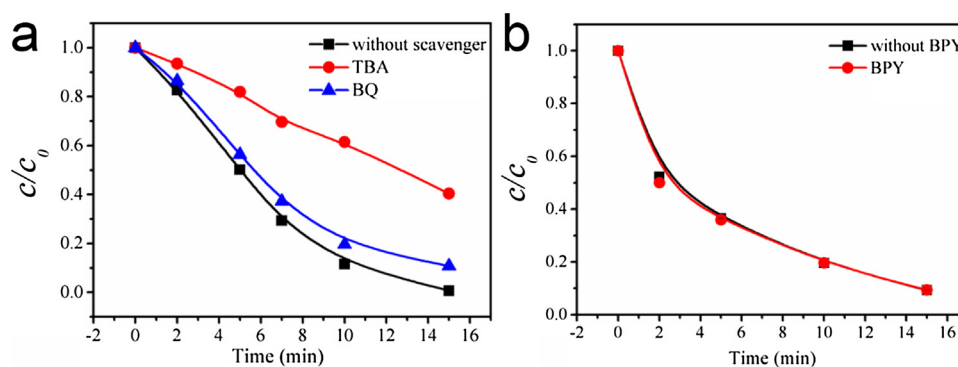 a
without scavenger
TBA
BQ
1.0
0.8
0.6
0.4
0.2
0.0
c/c0
-2 0 2 4 6 8 10 12 14 16
Time (min)
b
without BPY
BPY
1.0
0.8
0.6
0.4
0.2
0.0
c/c0
-2 0 2 4 6 8 10 12 14 16
Time (min)